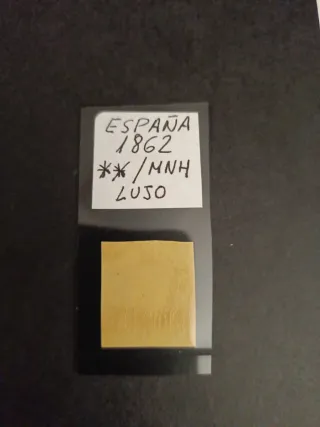 ESPAÑA
1862
**/MNH
LUJO